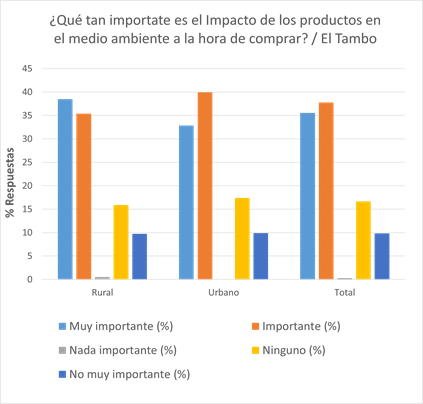 ¿Qué tan importate es el Impacto de los productos en
el medio ambiente a la hora de comprar? / El Tambo
% Respuestas
45
40
35
30
25
20
15
10
5
0
Rural Urbano Total
Muy importante (%) Importante (%)
Nada importante (%) Ninguno (%)
No muy importante (%)